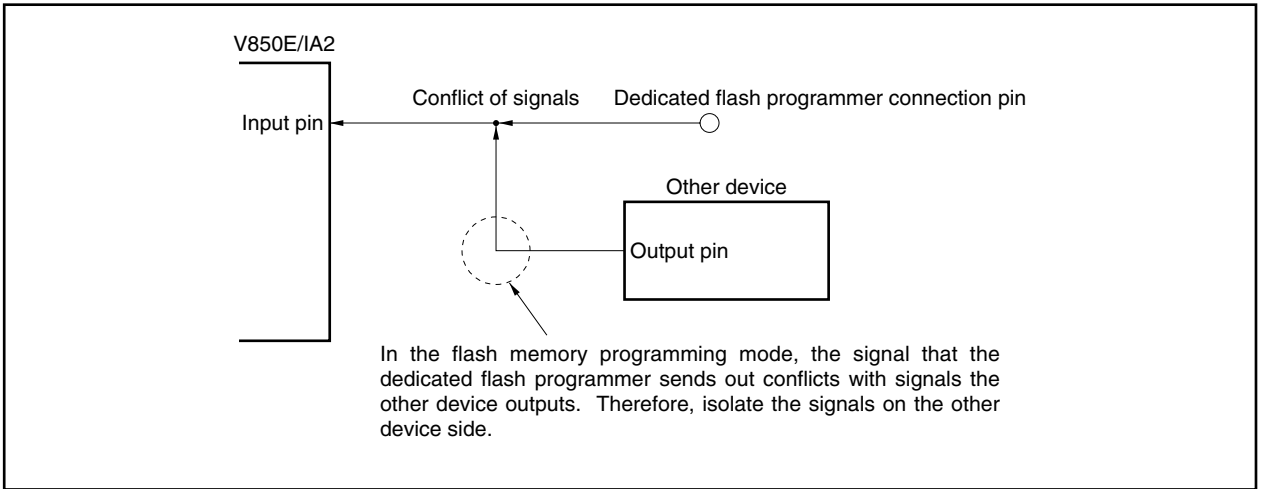 V850E/IA2
Conflict of signals
Dedicated flash programmer connection pin
Input pin
Other device
Output pin
In the flash memory programming mode, the signal that the
dedicated flash programmer sends out conflicts with signals the
other device outputs. Therefore, isolate the signals on the other
device side.